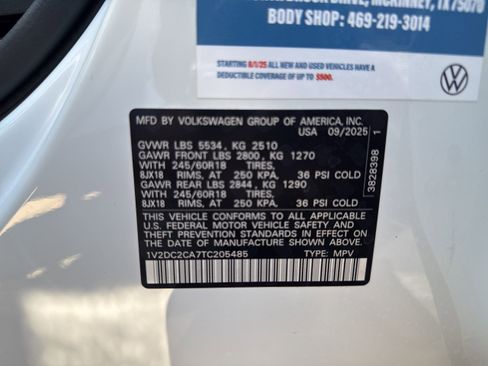 DRIVE, MCKINNEY, TX 75070
BODY SHOP: 469-219-3014
STARTING 8/1/25 ALL NEW AND USED VEHICLES HAVE A
DEDUCTIBLE COVERAGE OF UP TO $500.
MFD BY VOLKSWAGEN GROUP OF AMERICA, INC.
USA 09/2025
GVWR LBS 5534, KG 2510
GAWR FRONT LBS 2800, KG 1270
WITH 245/60R18 TIRES,
8JX18 RIMS, AT 250 KPA, 36 PSI COLD
GAWR REAR LBS 2844, KG 1290
WITH 245/60R18 TIRES,
8JX18 RIMS, AT 250 KPA, 36 PSI COLD
THIS VEHICLE CONFORMS TO ALL APPLICABLE
U.S. FEDERAL MOTOR VEHICLE SAFETY AND
THEFT PREVENTION STANDARDS IN EFFECT ON
THE DATE OF MANUFACTURE SHOWN ABOVE.
1V2DC2CA7TC205485 TYPE: MPV
3828398 1